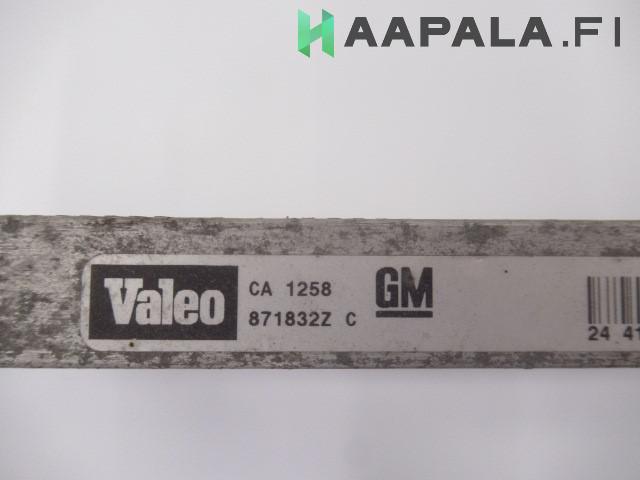 HAAPALA.FI
Valeo
CA 1258
871832Z C
GM
24 41